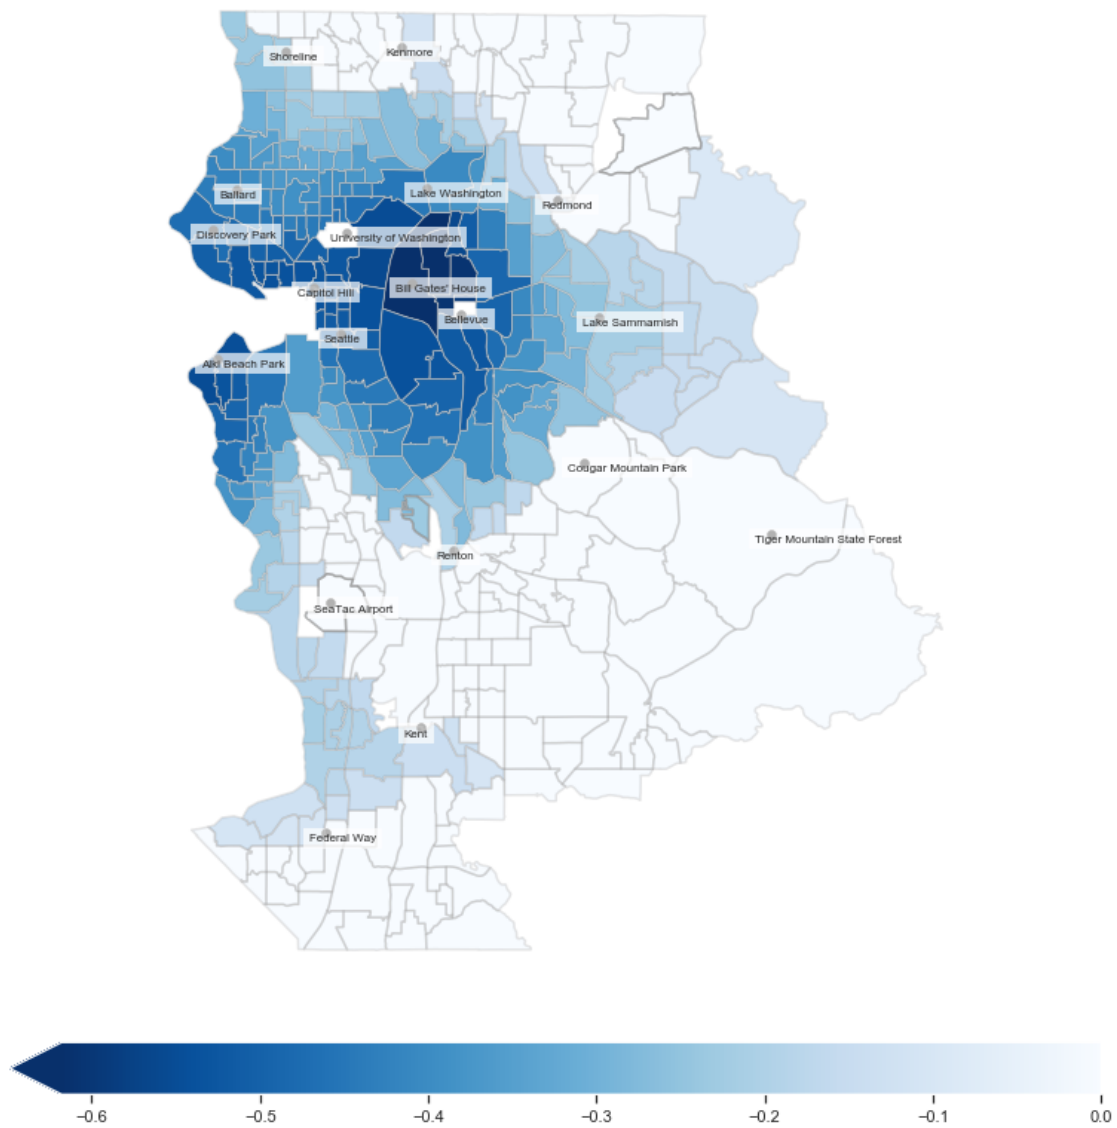 Shoreline
Kenmore
Ballard
Lake Washington
Redmond
Discovery Park
University of Washington
Capitol Hill
Bill Gates' House
Bellevue
Lake Sammamish
Seattle
Alki Beach Park
Cougar Mountain Park
Tiger Mountain State Forest
Renton
SeaTac Airport
Kent
Federal Way
−0.6 −0.5 −0.4 −0.3 −0.2 −0.1 0.0